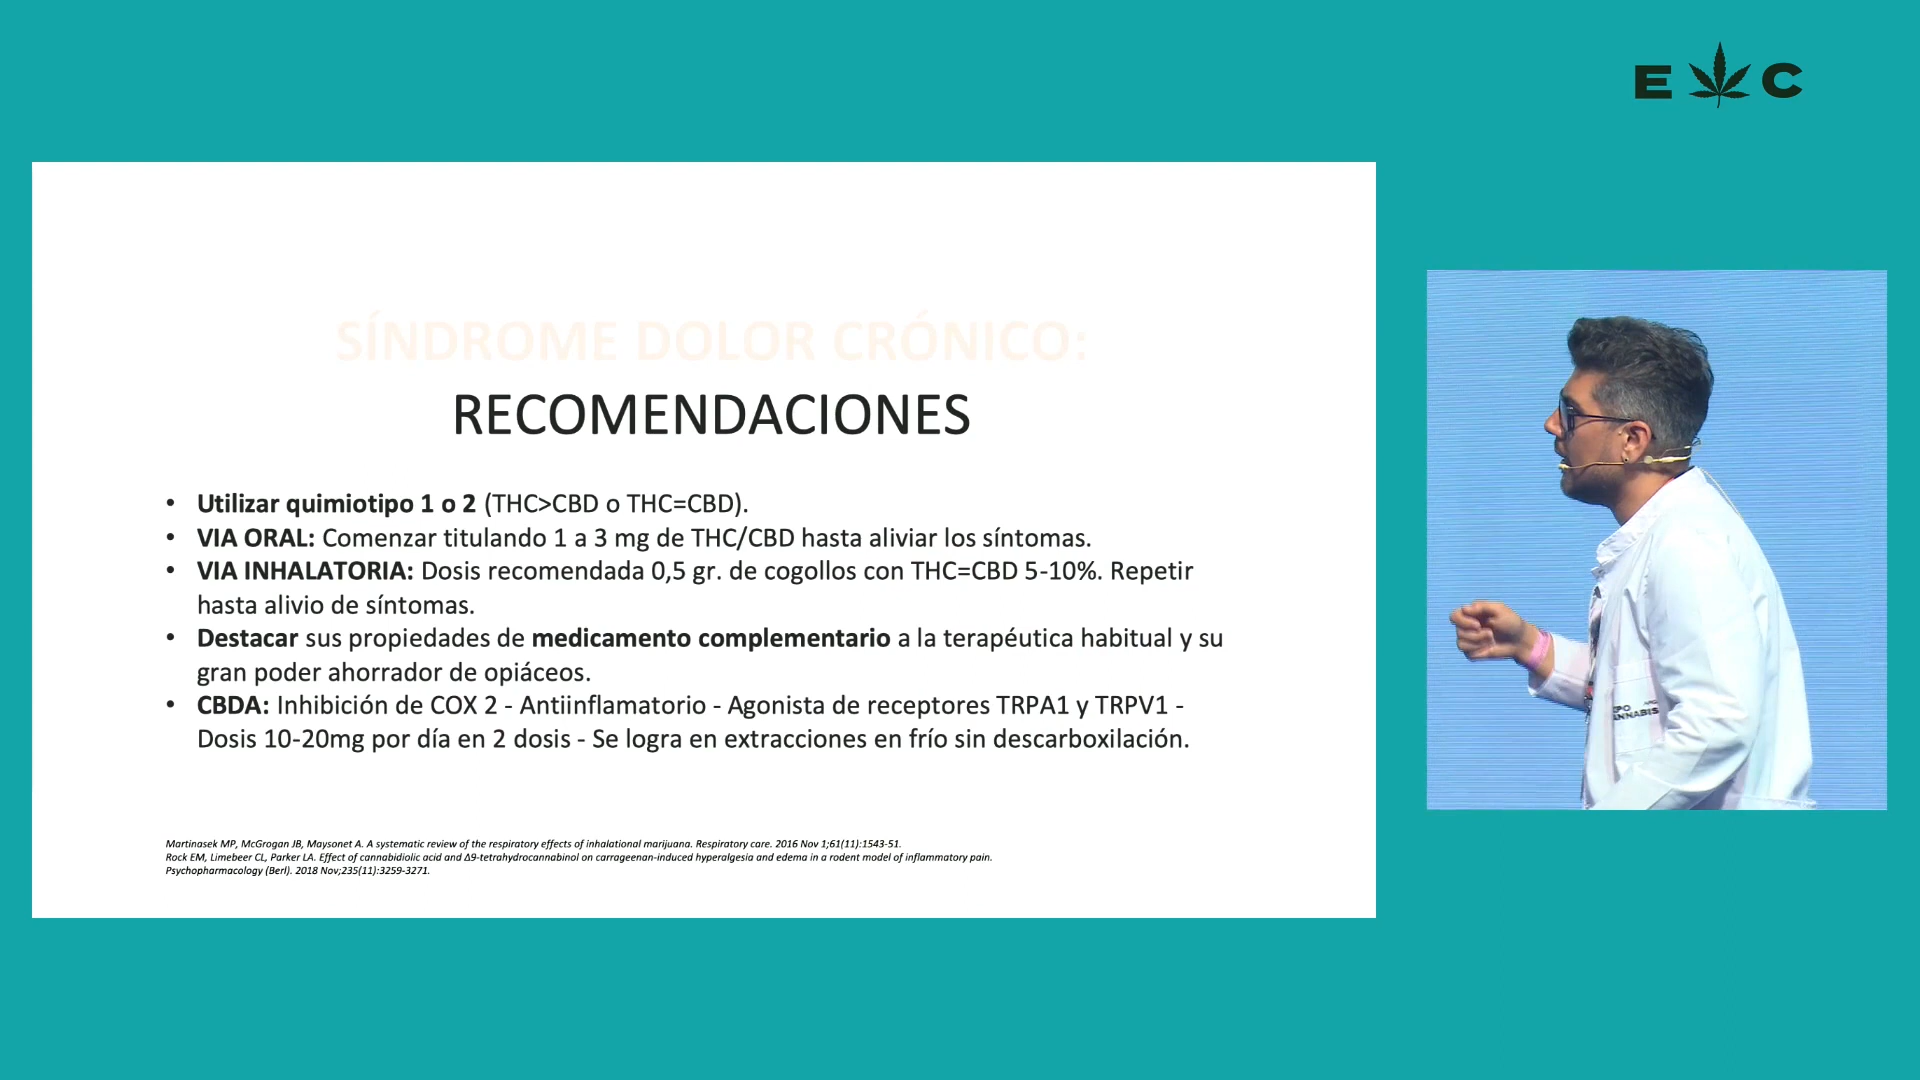 E C
SÍNDROME DOLOR CRÓNICO:
RECOMENDACIONES
• Utilizar quimiotipo 1 o 2 (THC>CBD o THC=CBD).
• VIA ORAL: Comenzar titulando 1 a 3 mg de THC/CBD hasta aliviar los síntomas.
• VIA INHALATORIA: Dosis recomendada 0,5 gr. de cogollos con THC=CBD 5-10%. Repetir
hasta alivio de síntomas.
• Destacar sus propiedades de medicamento complementario a la terapéutica habitual y su
gran poder ahorrador de opiáceos.
• CBDA: Inhibición de COX 2 - Antiinflamatorio - Agonista de receptores TRPA1 y TRPV1 -
Dosis 10-20mg por día en 2 dosis - Se logra en extracciones en frío sin descarboxilación.
Martinasek MP, McGrogan JB, Maysonet A. A systematic review of the respiratory effects of inhalational marijuana. Respiratory care. 2016 Nov 1;61(11):1543-51.
Rock EM, Limebeer CL, Parker LA. Effect of cannabidiolic acid and Δ9-tetrahydrocannabinol on carrageenan-induced hyperalgesia and edema in a rodent model of inflammatory pain.
Psychopharmacology (Berl). 2018 Nov;235(11):3259-3271.